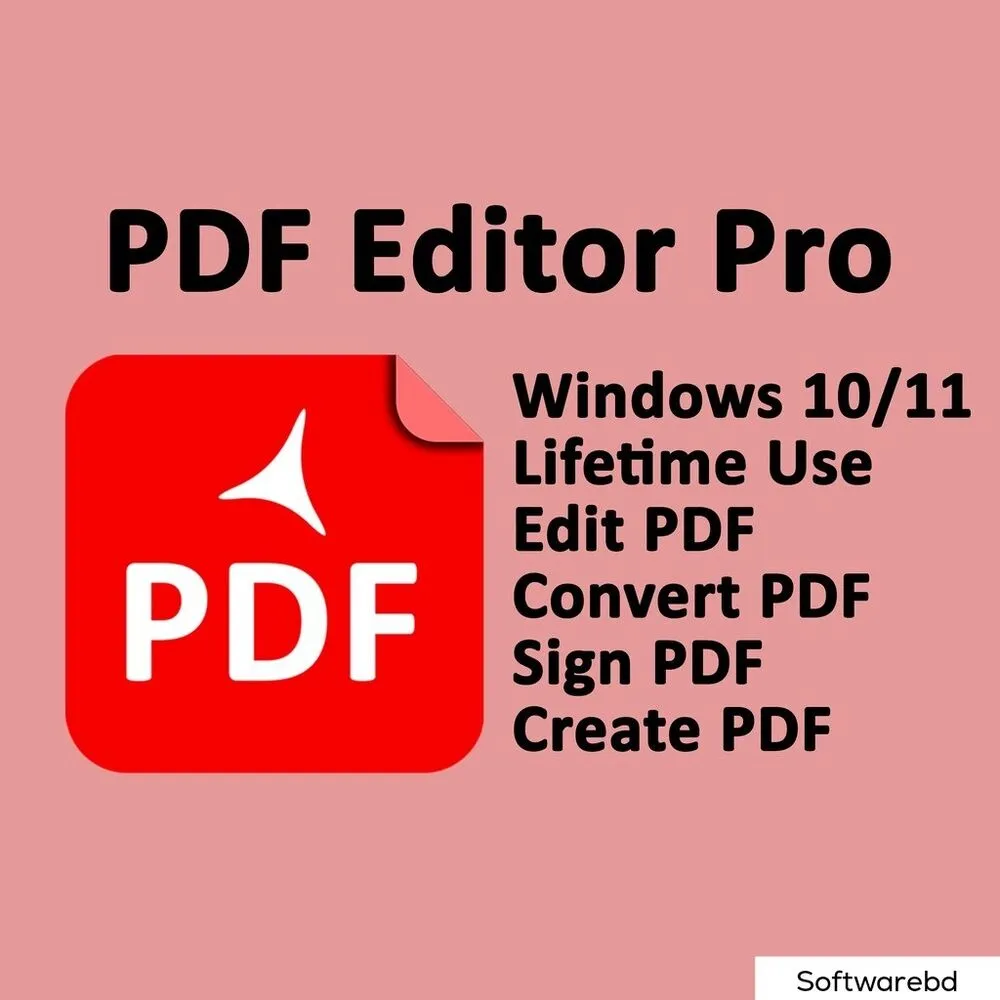 PDF Editor Pro
PDF
Windows 10/11
Lifetime Use
Edit PDF
Convert PDF
Sign PDF
Create PDF
Softwarebd